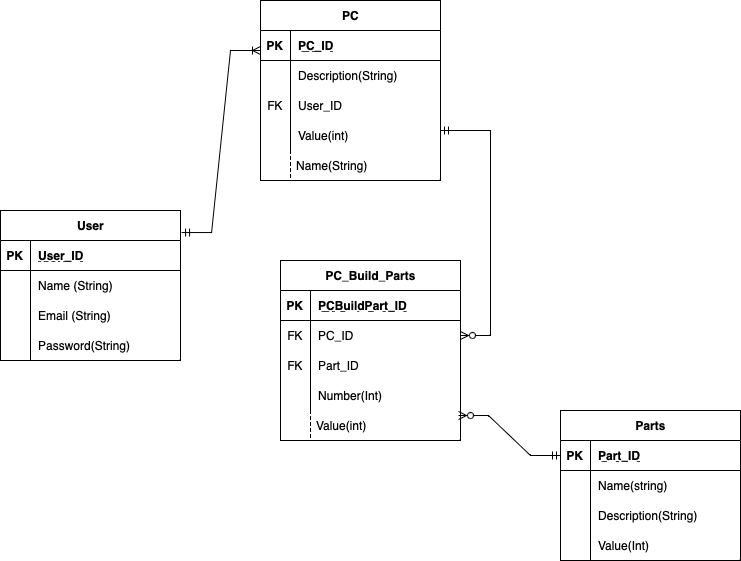 PC
PK PC_ID
Description(String)
FK User_ID
Value(int)
Name(String)
User
PK User_ID
Name (String)
Email (String)
Password(String)
PC_Build_Parts
PK PCBuildPart_ID
FK PC_ID
FK Part_ID
Number(Int)
Value(int)
Parts
PK Part_ID
Name(string)
Description(String)
Value(Int)